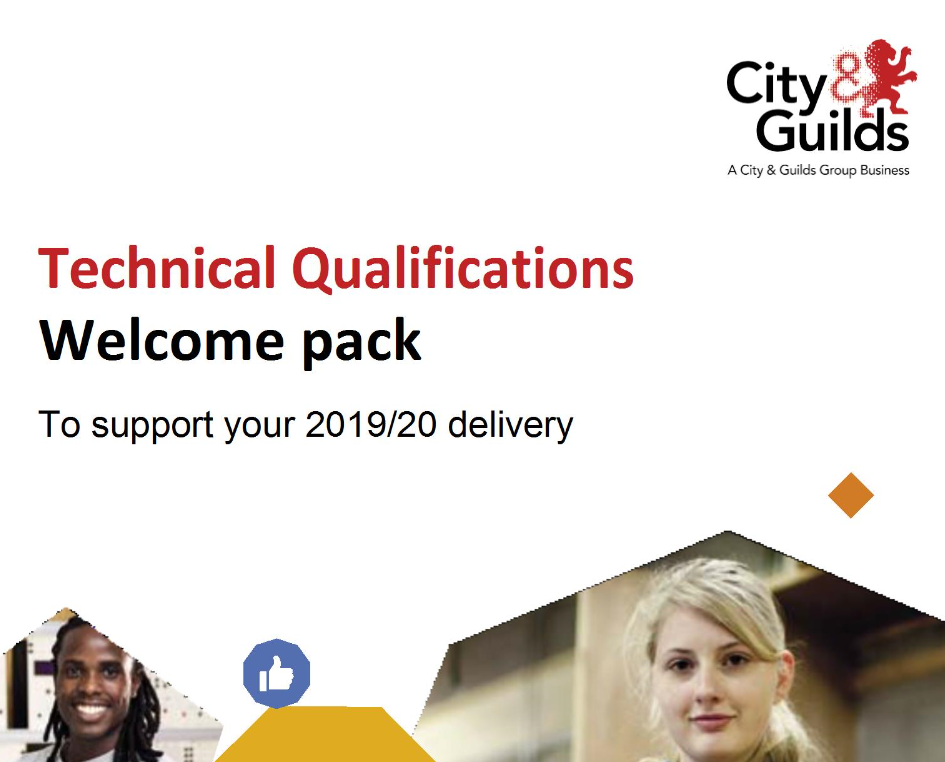 City &
Guilds
A City & Guilds Group Business
Technical Qualifications
Welcome pack
To support your 2019/20 delivery